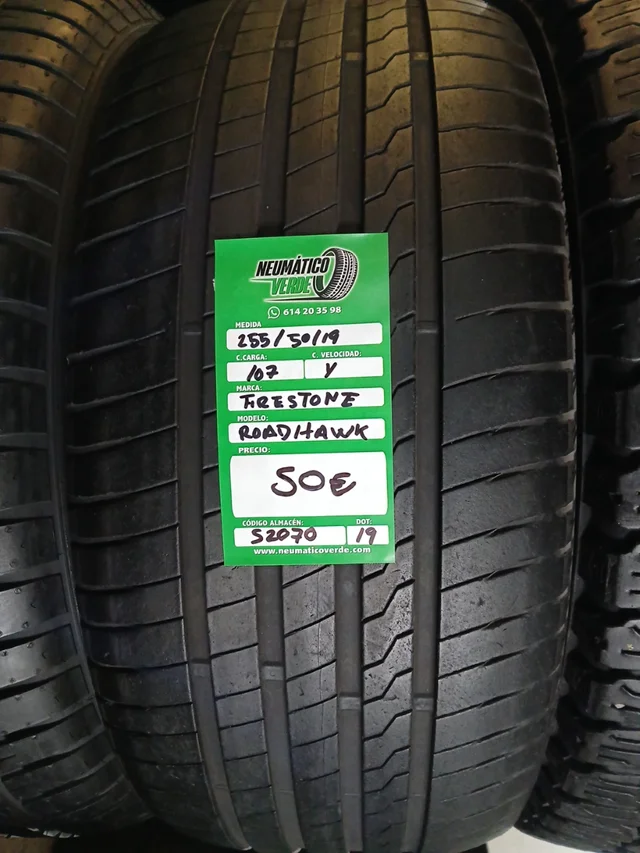 NEUMÁTICO
VERDE
614 20 35 98
MEDIDA
255/50/19
C.CARGA: C. VELOCIDAD:
107 Y
MARCA:
FIRESTONE
MODELO:
ROADHAWK
PRECIO:
50€
CÓDIGO ALMACÉN: DOT:
S2070 19
www.neumaticoverde.com